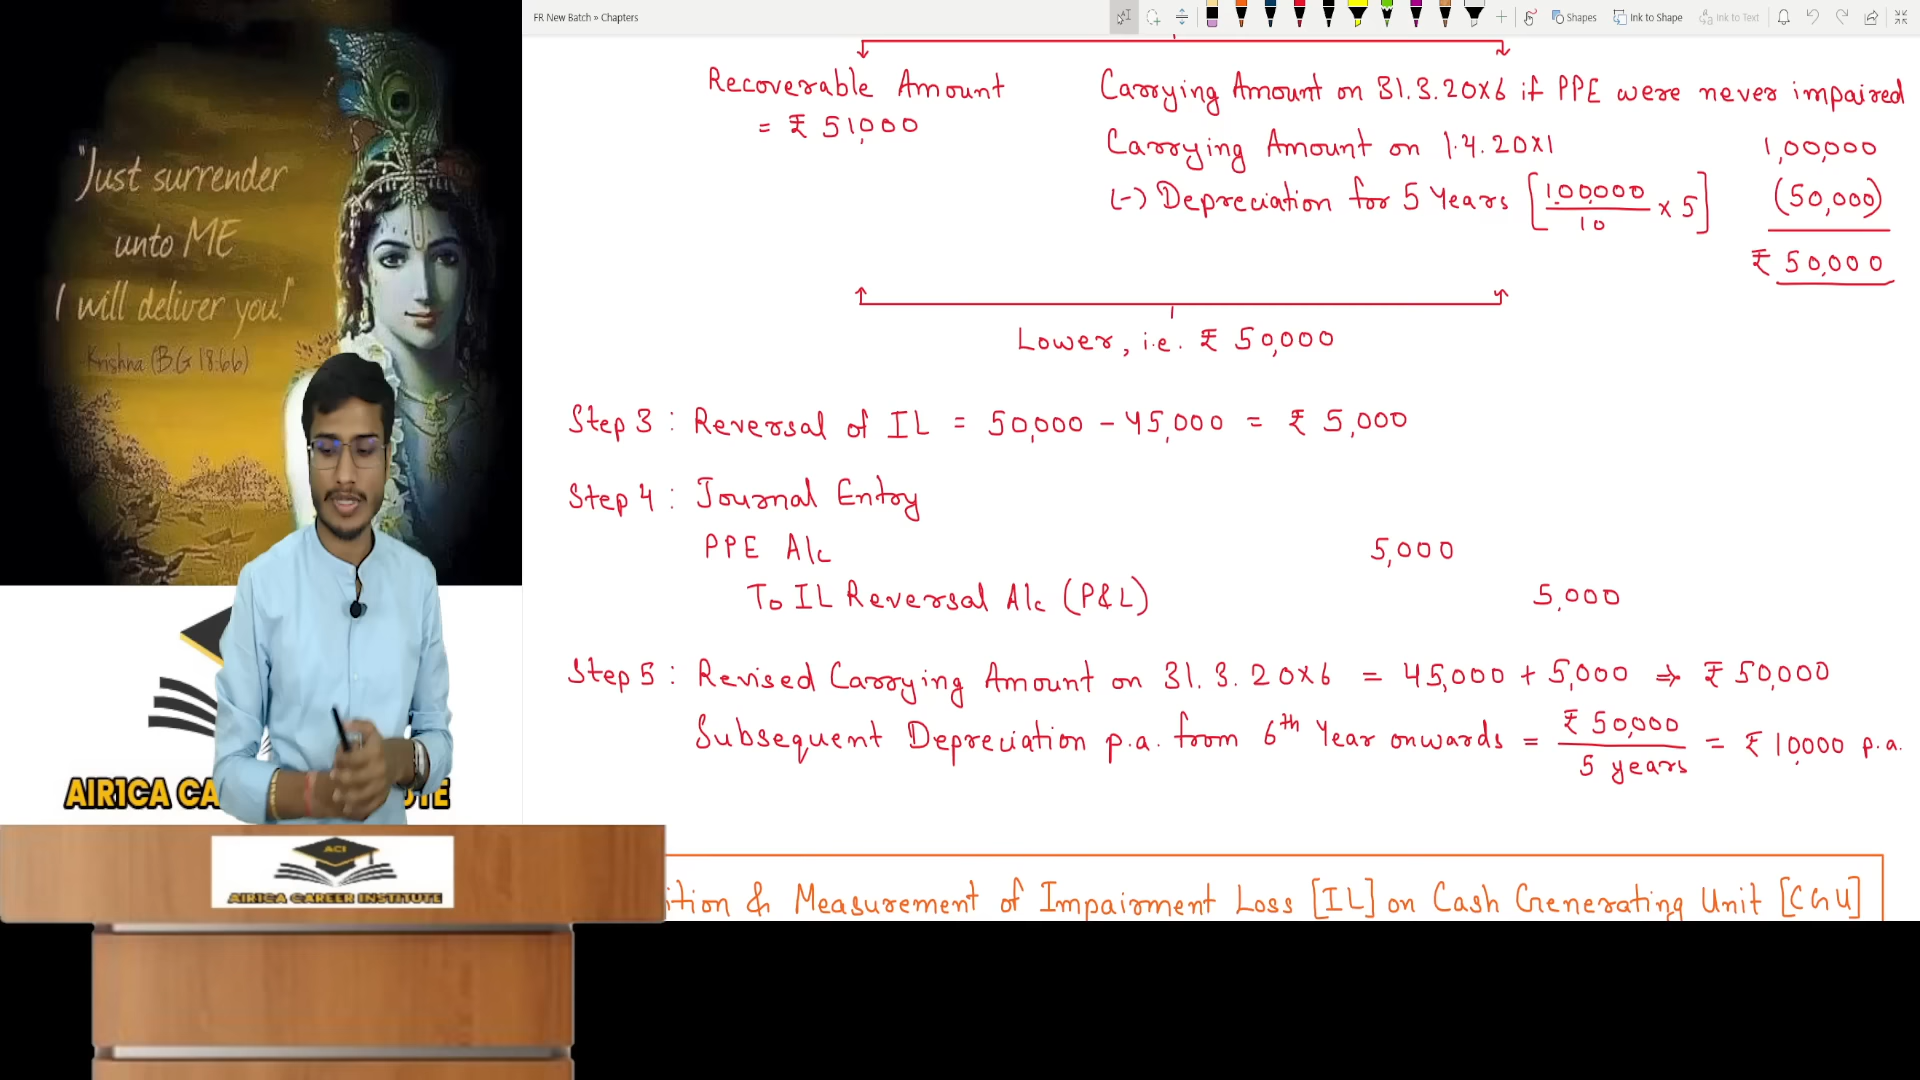 FR New Batch » Chapters
Shapes
Ink to Shape
Ink to Text
Recoverable Amount
= ₹ 51,000
Carrying Amount on 31.3.20X6 if PPE were never impaired
Carrying Amount on 1.4.20X1 1,00,000
(-) Depreciation for 5 Years [1,00,000/10 x 5] (50,000)
₹ 50,000
Lower, i.e. ₹ 50,000
Step 3 : Reversal of IL = 50,000 - 45,000 = ₹ 5,000
Step 4 : Journal Entry
PPE A/c 5,000
To IL Reversal A/c (P&L) 5,000
Step 5 : Revised Carrying Amount on 31.3.20X6 = 45,000 + 5,000 ⇒ ₹ 50,000
Subsequent Depreciation p.a. from 6th Year onwards = ₹ 50,000/5 years = ₹ 10,000 p.a.
ition & Measurement of Impairment Loss [IL] on Cash Generating Unit [CGU]
"Just surrender
unto ME
I will deliver you!"
Krishna (B.G 18:66)
AIR1CA CA
UTE
ACI
AIR1CA CAREER INSTITUTE